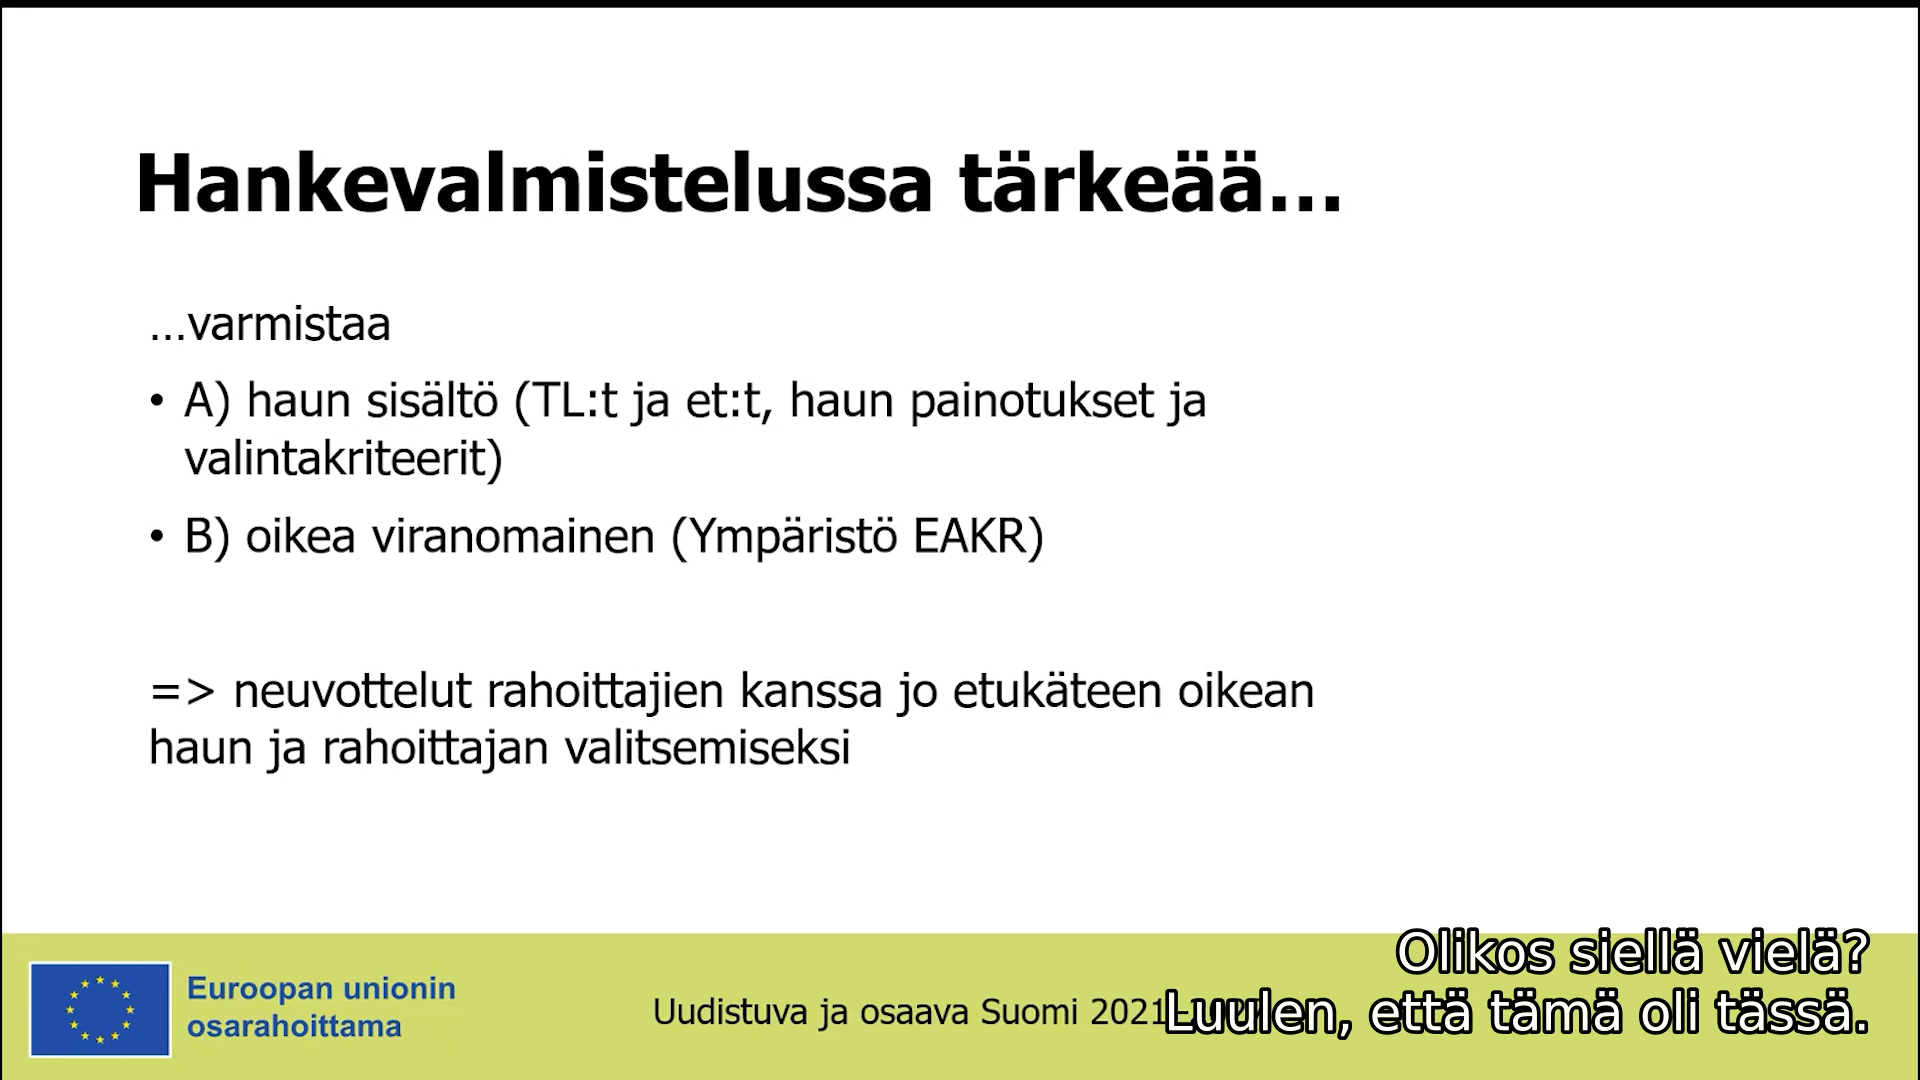 Hankevalmistelussa tärkeää...
...varmistaa
• A) haun sisältö (TL:t ja et:t, haun painotukset ja
valintakriteerit)
• B) oikea viranomainen (Ympäristö EAKR)
=> neuvottelut rahoittajien kanssa jo etukäteen oikean
haun ja rahoittajan valitsemiseksi
Euroopan unionin
osarahoittama
Uudistuva ja osaava Suomi 2021
Olikos siellä vielä?
Luulen, että tämä oli tässä.